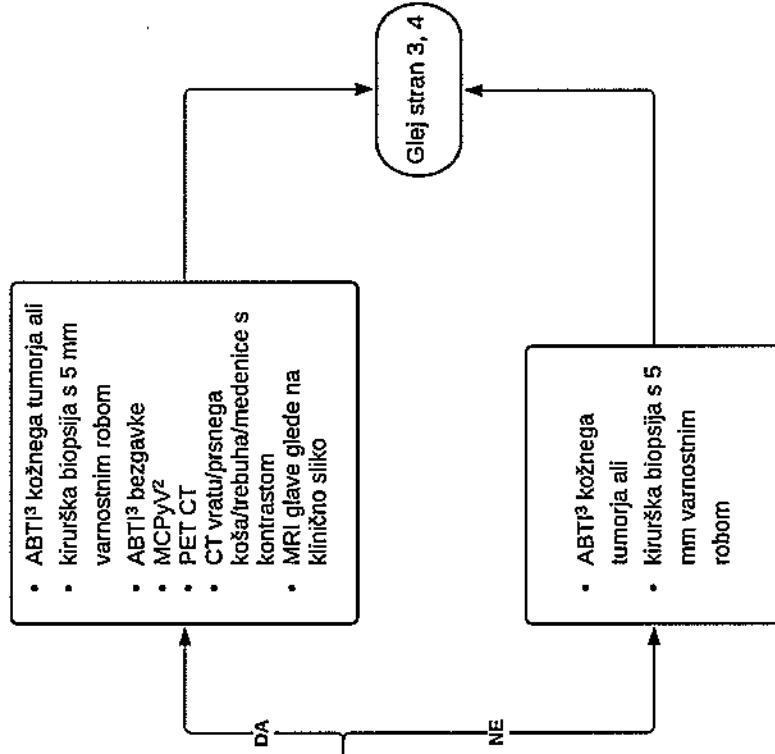 DA
NE
• ABTI³ kožnega tumorja ali
• kirurška biopsija s 5 mm
varnostnim robom
• ABTI³ bezgavke
• MCPyV²
• PET CT
• CT vratu/prsnega
koša/trebuha/medenice s
kontrastom
• MRI glave glede na
klinično sliko
• ABTI³ kožnega
tumorja ali
• kirurška biopsija s 5
mm varnostnim
robom
Glej stran 3, 4